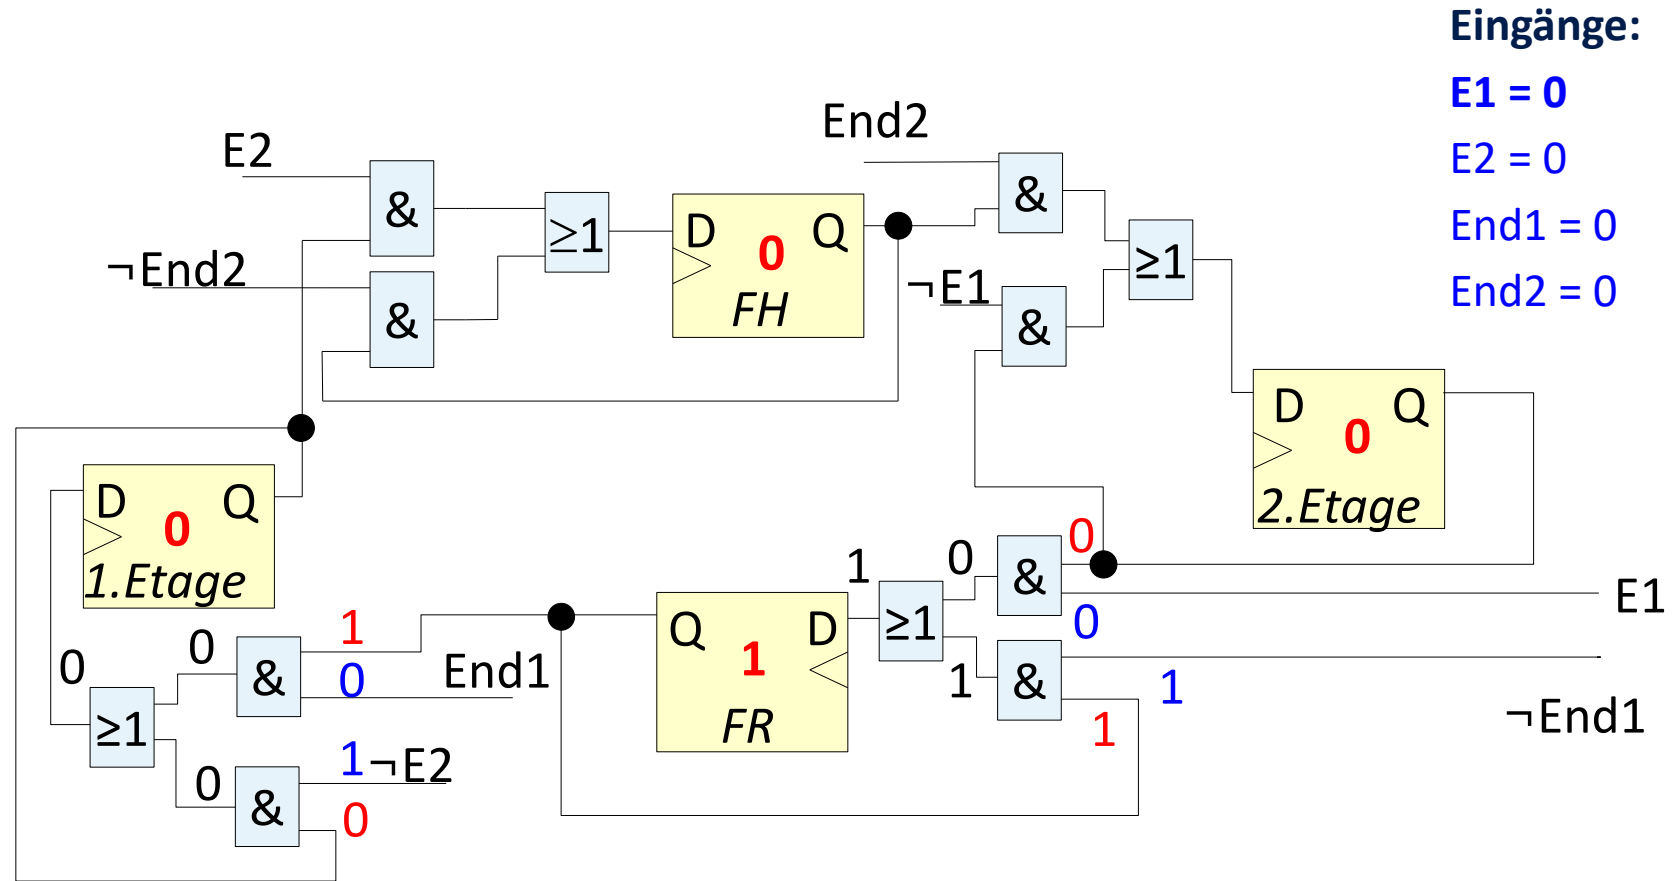 Eingänge:
E1 = 0
E2 = 0
End1 = 0
End2 = 0
End2
E2
&
&
≥1
D 0 Q
FH
¬End2
&
¬E1
&
≥1
D 0 Q
2.Etage
D 0 Q
1.Etage
1 0 & 0
≥1
0 E1
Q 1 D
FR
1 & 1
1
¬End1
0 0 & 1
0 End1
≥1
0 & 1 ¬E2
0